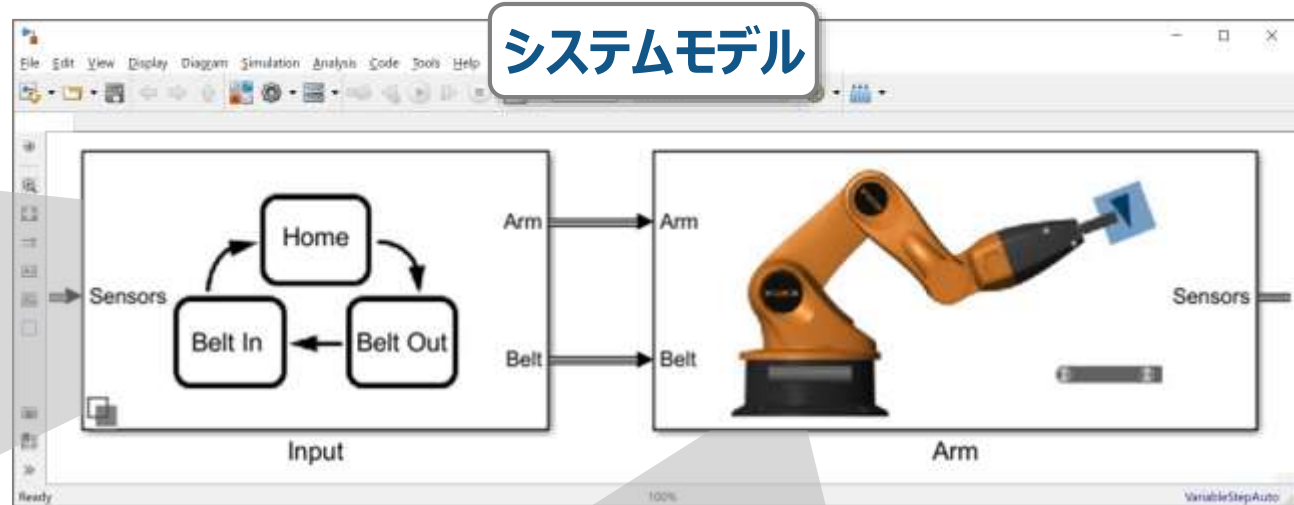 システムモデル
File Edit View Display Diagram Simulation Analysis Code Tools Help
Sensors
Home
Belt In
Belt Out
Arm
Belt
Input
Arm
Belt
Sensors
Arm
Ready
100%
VariableStepAuto